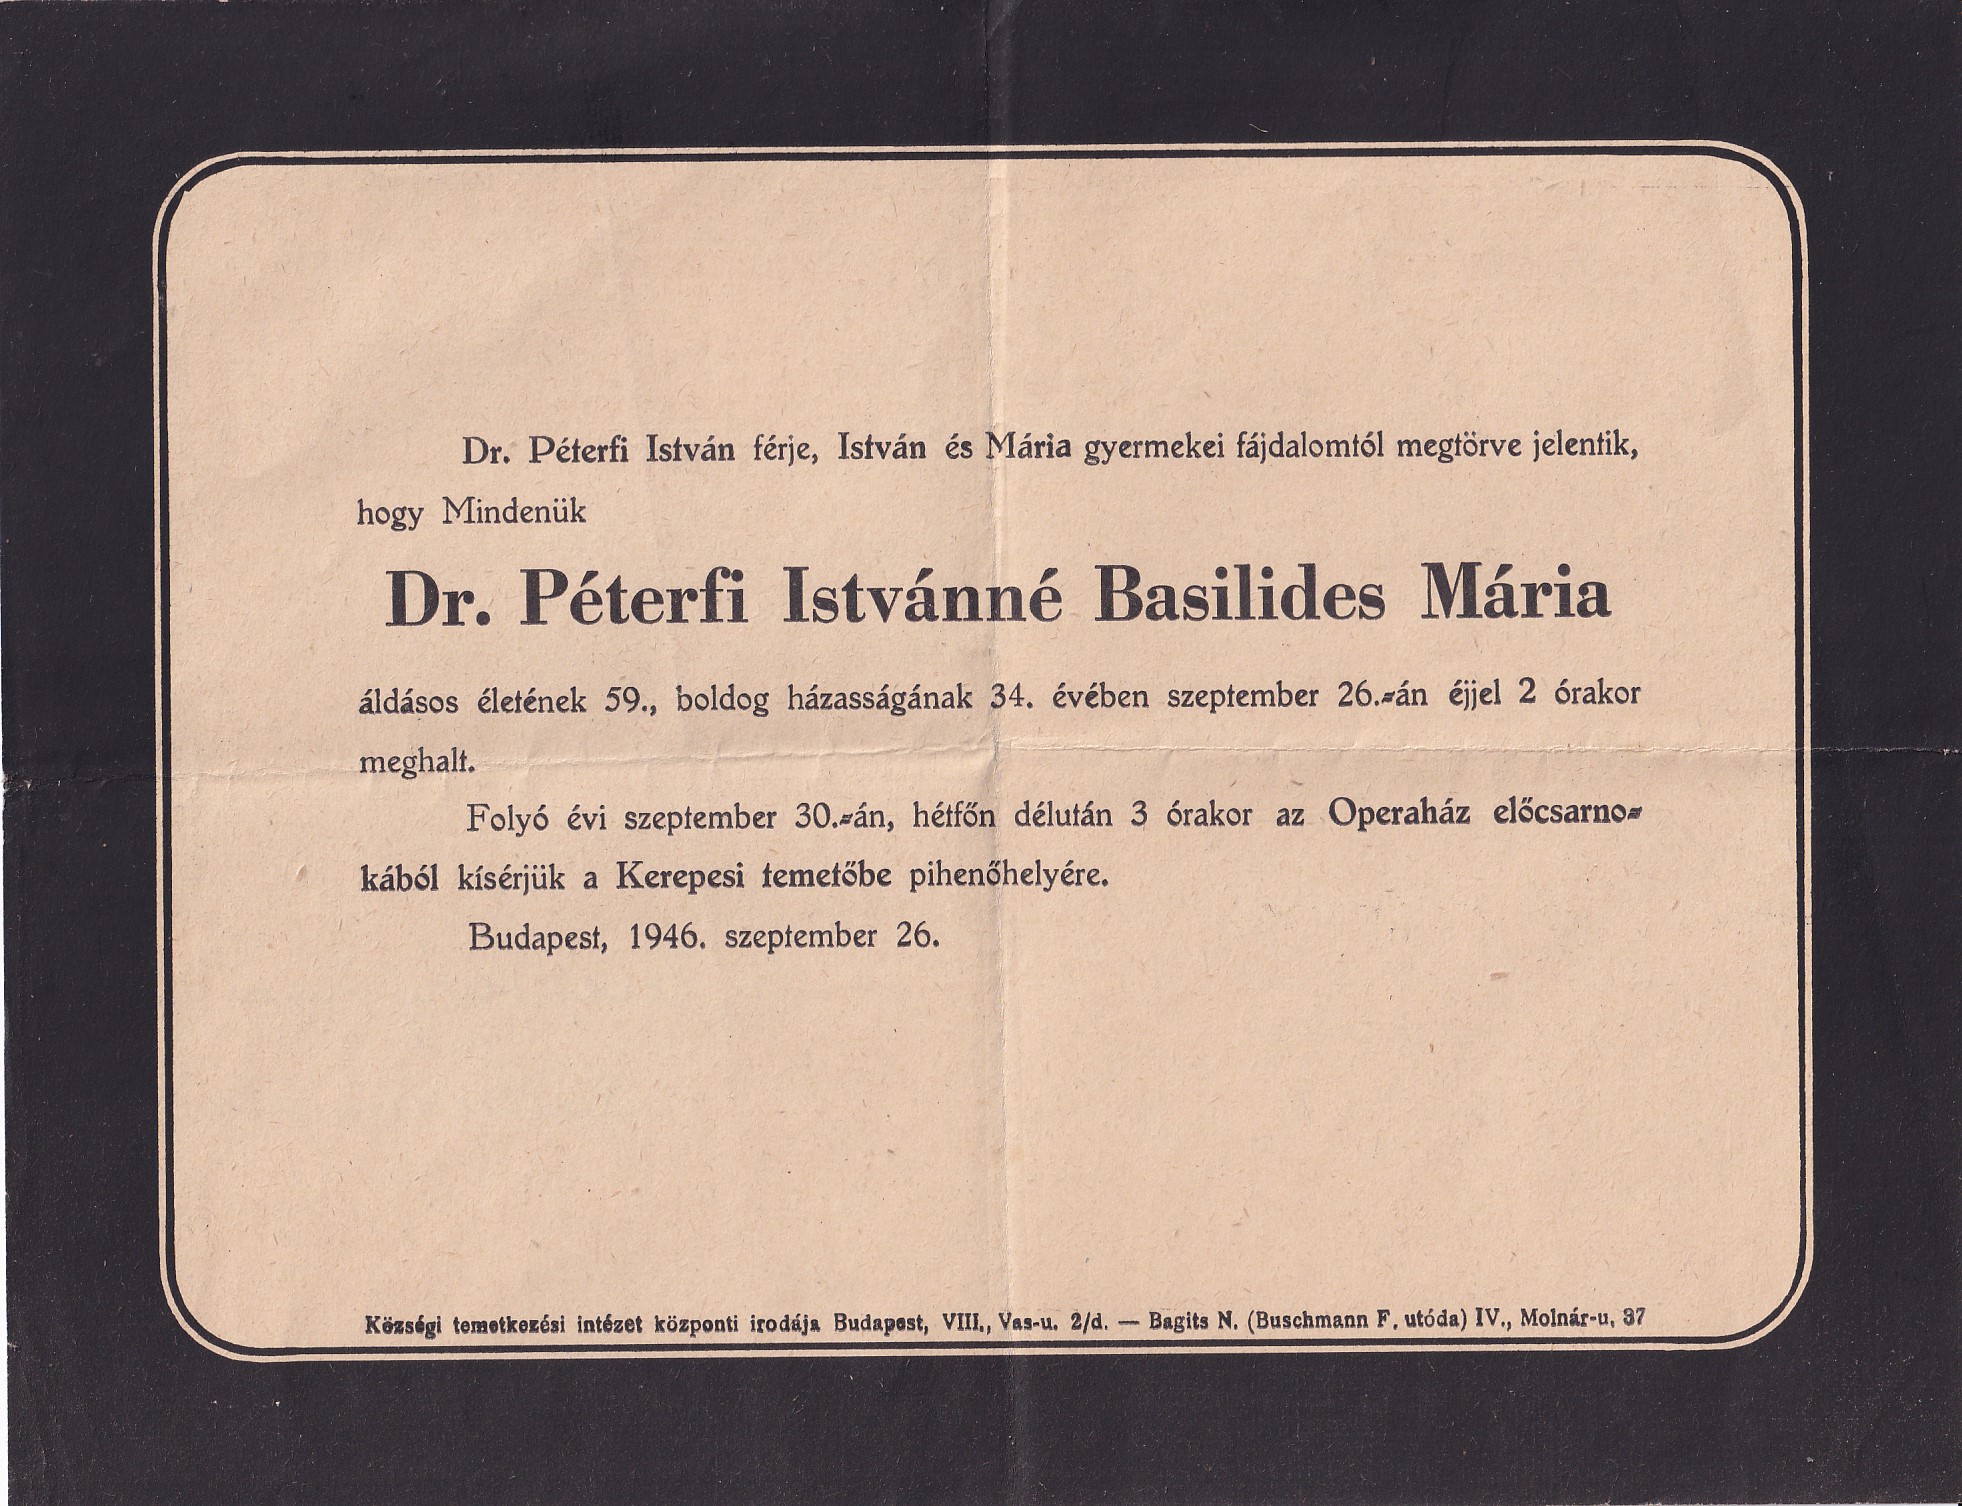 Dr. Péterfi István férje, István és Mária gyermekei fájdalomtól megtörve jelentik,
hogy Mindenük
Dr. Péterfi Istvánné Basilides Mária
áldásos életének 59., boldog házasságának 34. évében szeptember 26.-án éjjel 2 órakor
meghalt.
Folyó évi szeptember 30.-án, hétfőn délután 3 órakor az Operaház előcsarno-
kából kísérjük a Kerepesi temetőbe pihenőhelyére.
Budapest, 1946. szeptember 26.
Községi temetkezési intézet központi irodája Budapest, VIII., Vas-u. 2/d. — Bagits N. (Buschmann F. utóda) IV., Molnár-u. 37